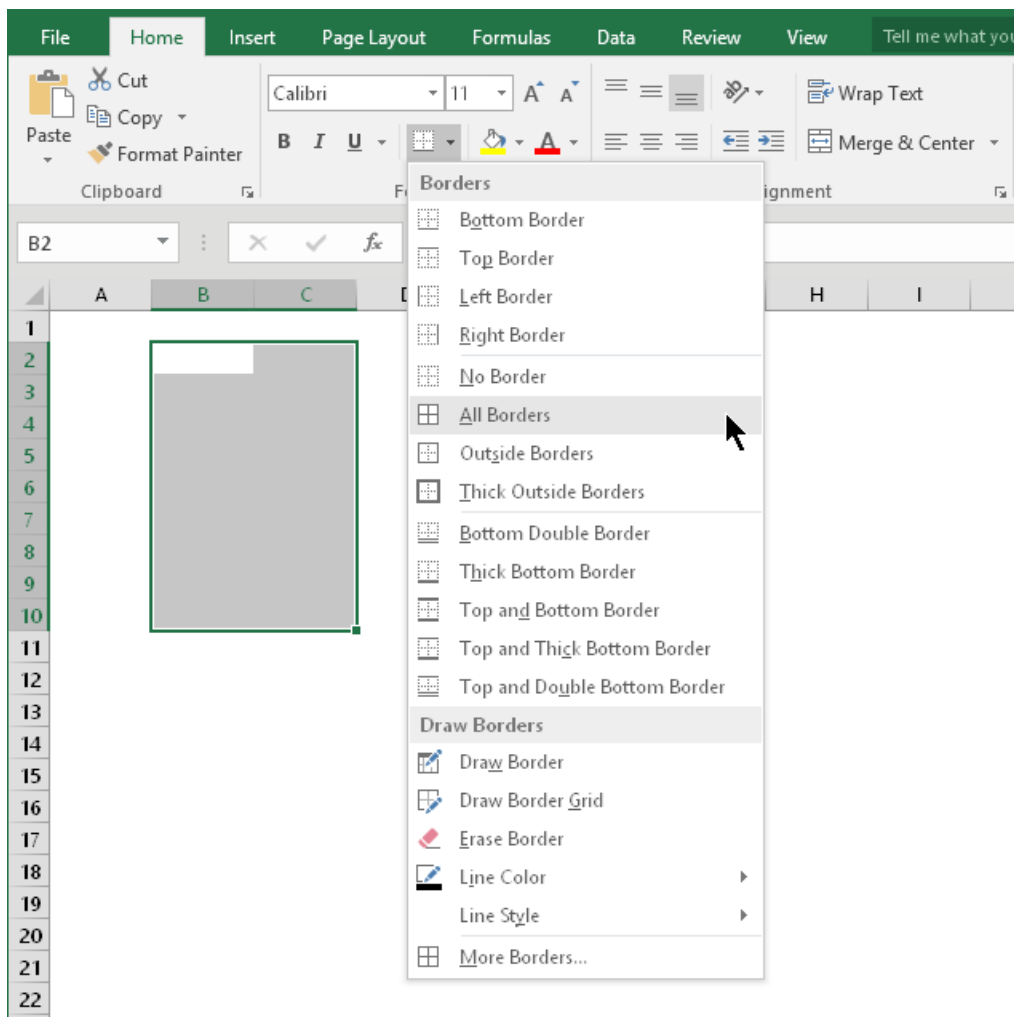 File Home Insert Page Layout Formulas Data Review View Tell me what you
Cut
Calibri 11 A A Wrap Text
Copy
Paste
B I U A Merge & Center
Format Painter
Clipboard
B2 fx
A B C H I
Borders
Bottom Border
Top Border
Left Border
Right Border
No Border
All Borders
Outside Borders
Thick Outside Borders
Bottom Double Border
Thick Bottom Border
Top and Bottom Border
Top and Thick Bottom Border
Top and Double Bottom Border
Draw Borders
Draw Border
Draw Border Grid
Erase Border
Line Color
Line Style
More Borders...
1
2
3
4
5
6
7
8
9
10
11
12
13
14
15
16
17
18
19
20
21
22